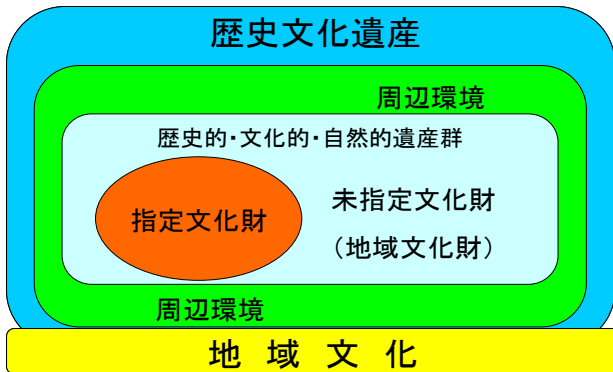 歴史文化遺産
周辺環境
歴史的・文化的・自然的遺産群
指定文化財
未指定文化財
（地域文化財）
周辺環境
地 域 文 化